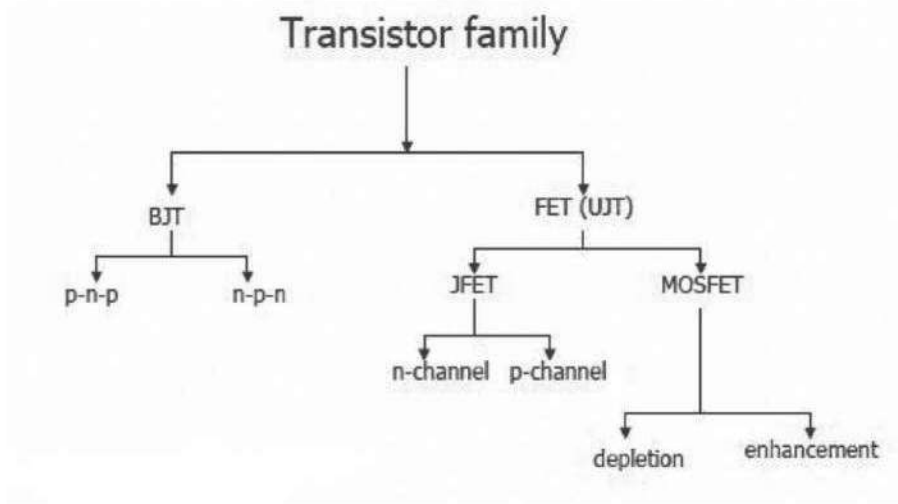 Transistor family
BJT
FET (UJT)
p-n-p
n-p-n
JFET
MOSFET
n-channel
p-channel
depletion
enhancement